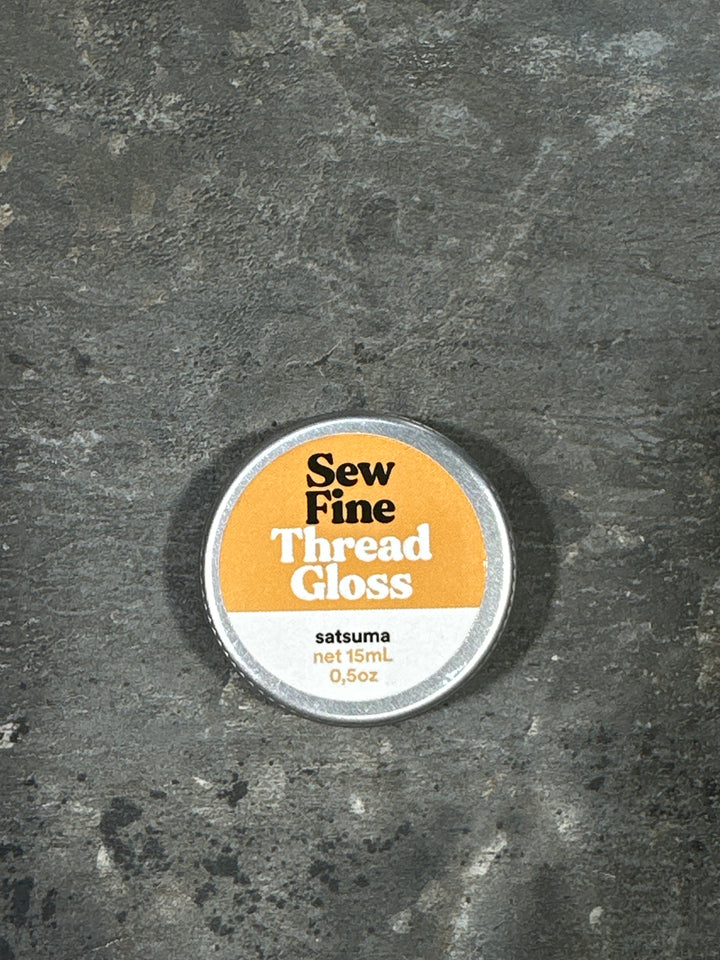 Sew
Fine
Thread
Gloss
satsuma
net 15mL
0,5oz